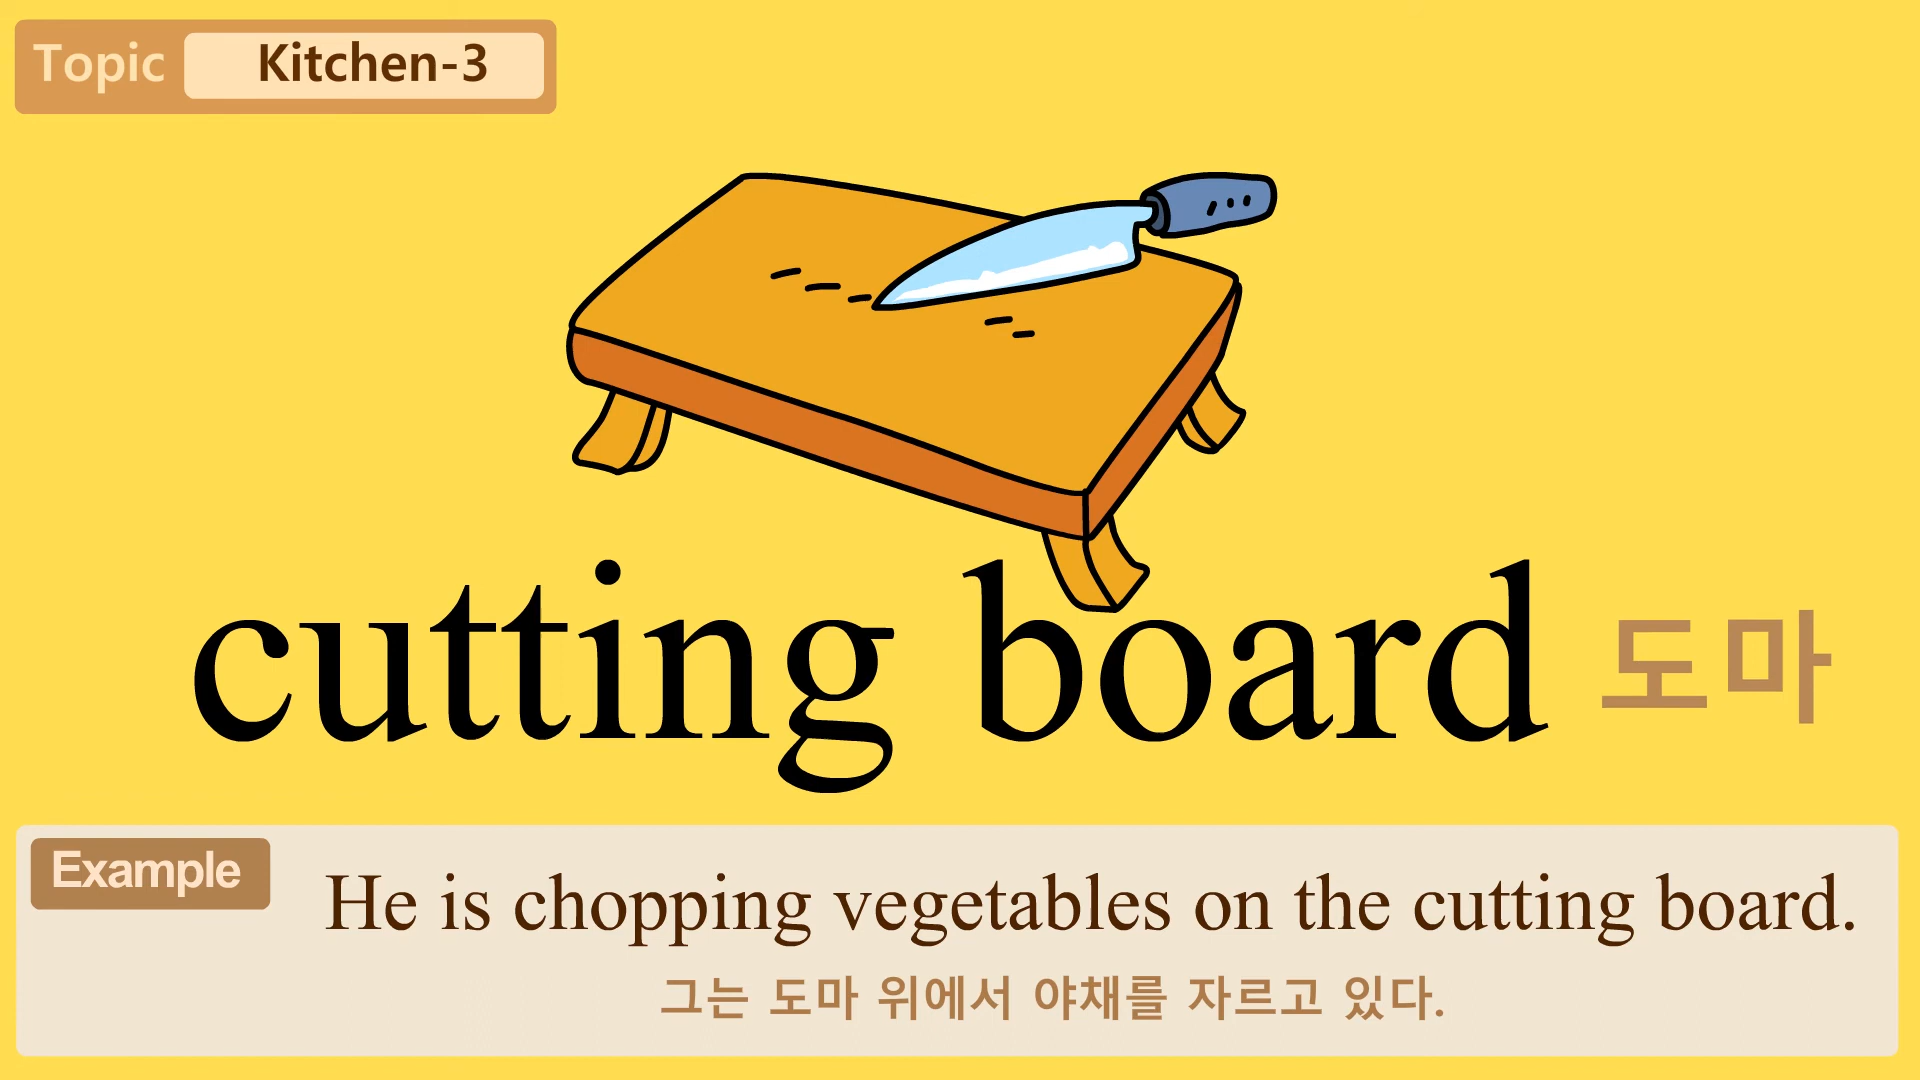 Topic Kitchen-3
cutting board 도마
Example
He is chopping vegetables on the cutting board.
그는 도마 위에서 야채를 자르고 있다.